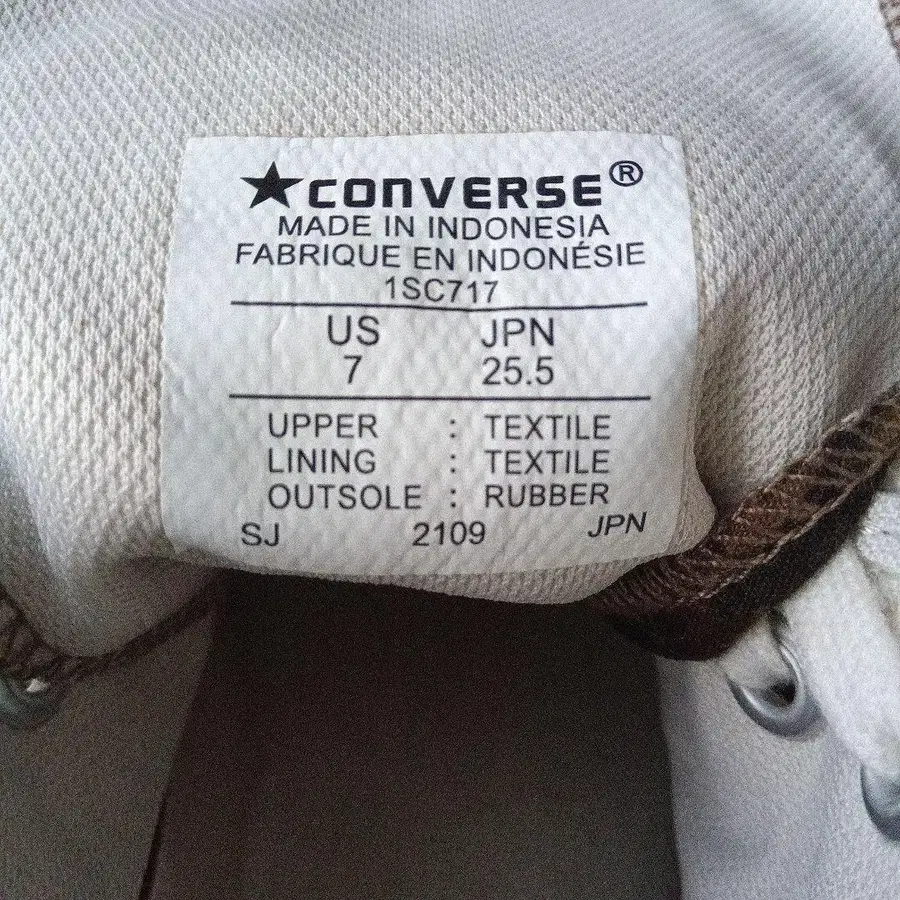 ★CONVERSE®
MADE IN INDONESIA
FABRIQUE EN INDONÉSIE
1SC717
US JPN
7 25.5
UPPER : TEXTILE
LINING : TEXTILE
OUTSOLE : RUBBER
SJ 2109 JPN